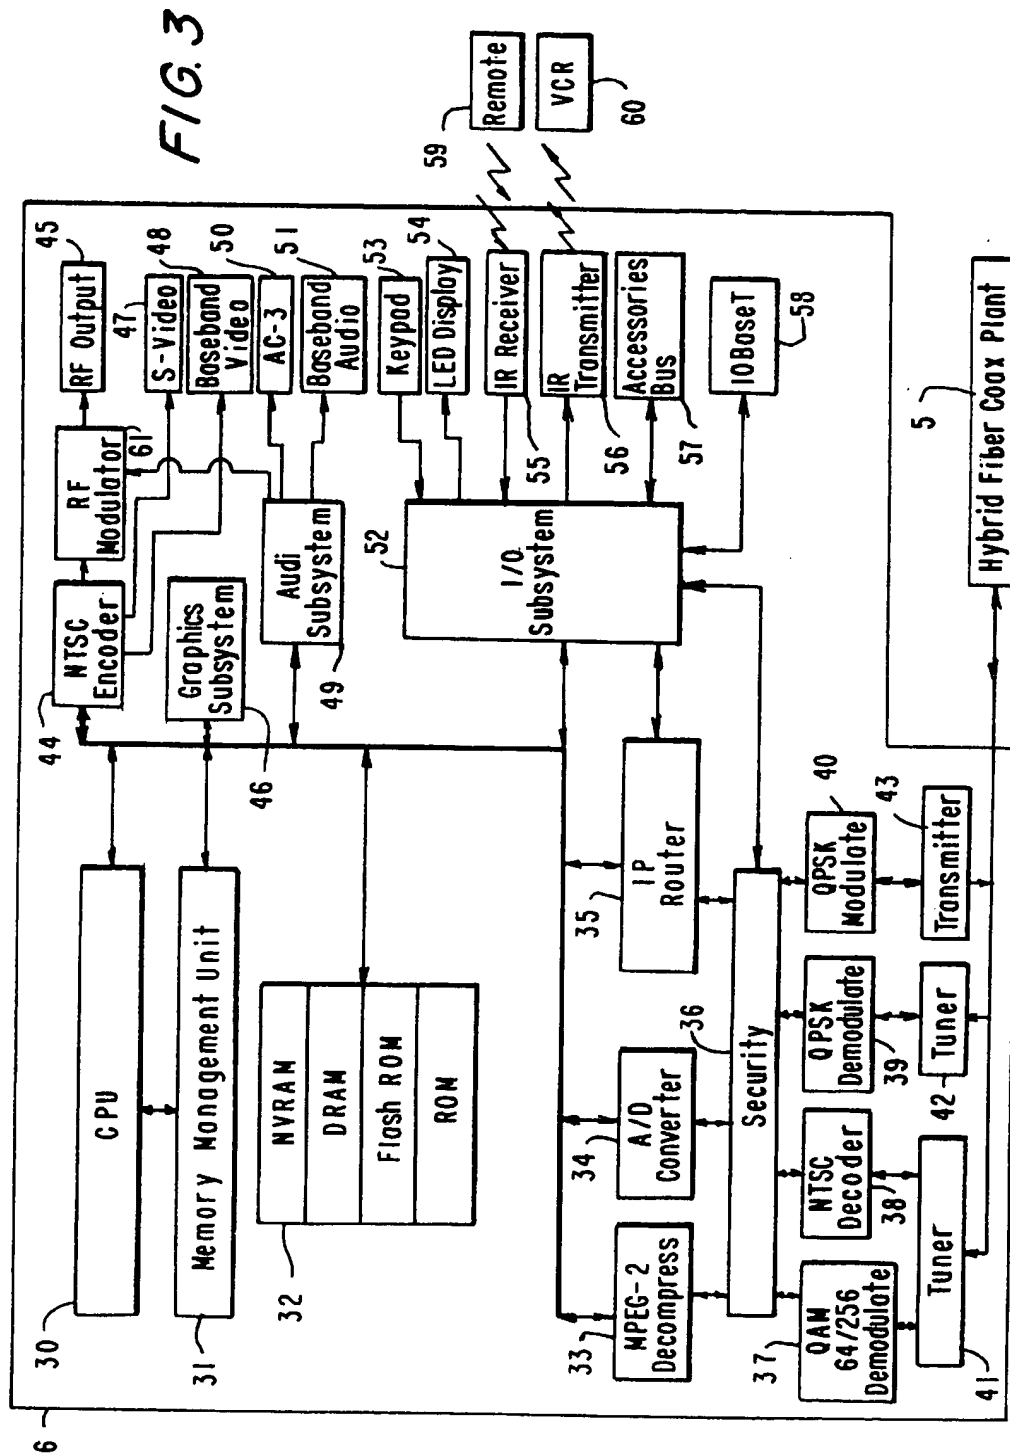 FIG. 3
6
30
CPU
31
Memory Management Unit
32
NVRAM
DRAM
Flash ROM
ROM
44
NTSC
Encoder
RF
Modulator
61
RF Output
45
47
S-Video
Baseband
Video
48
AC-3
50
Baseband
Audio
51
Graphics
Subsystem
46
Audi
Subsystem
49
Keypad
53
LED Display
54
52
I/O
Subsystem
IR Receiver
55
IR
Transmitter
56
Accessories
Bus
57
10BaseT
58
59
Remote
VCR
60
33
MPEG-2
Decompress
34
A/D
Converter
35
IP
Router
36
Security
37
QAM
64/256
Demodulate
NTSC
Decoder
38
QPSK
Demodulate
39
QPSK
Modulate
40
Tuner
41
Tuner
42
Transmitter
43
5
Hybrid Fiber Coax Plant